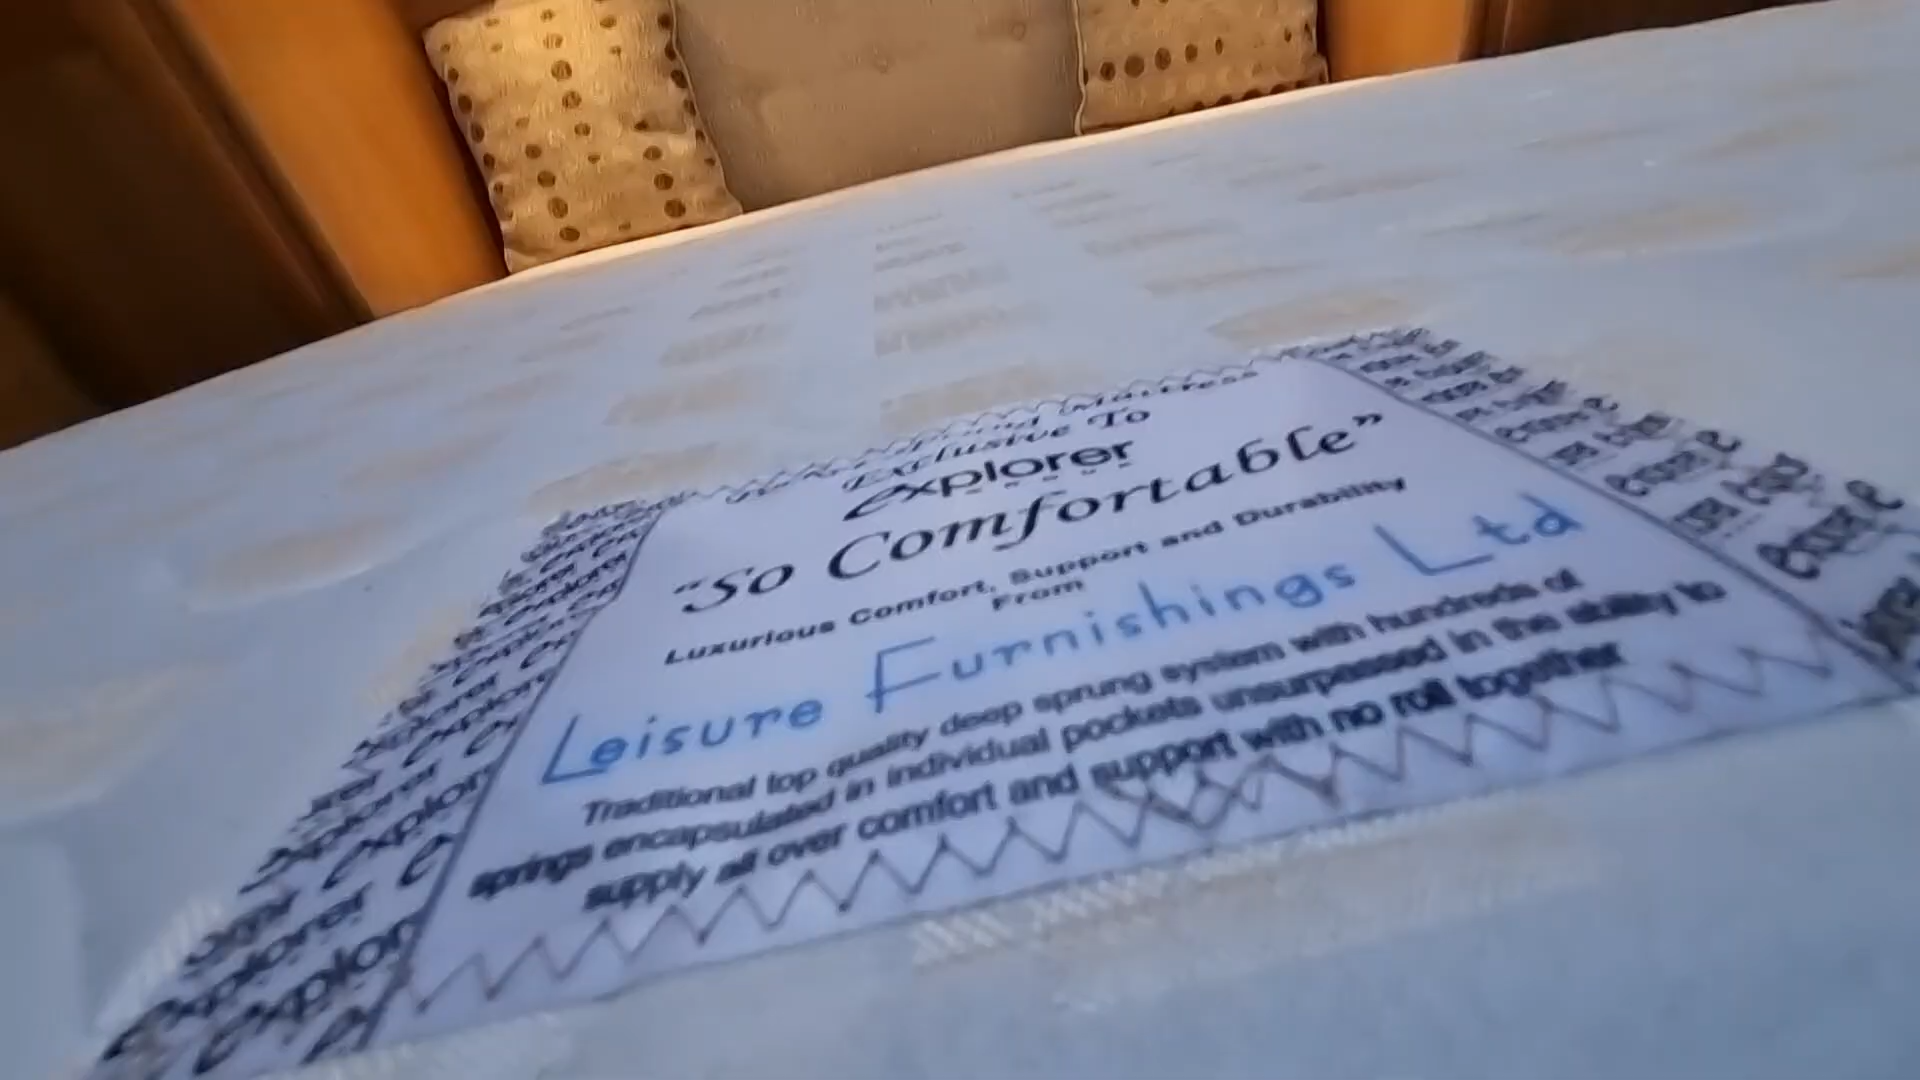 Mattress
Exclusive To
explorer
"So Comfortable"
Luxurious Comfort, Support and Durability
From
Leisure Furnishings Ltd
Traditional top quality deep sprung system with hundreds of
springs encapsulated in individual pockets unsurpassed in the ability to
supply all over comfort and support with no roll together